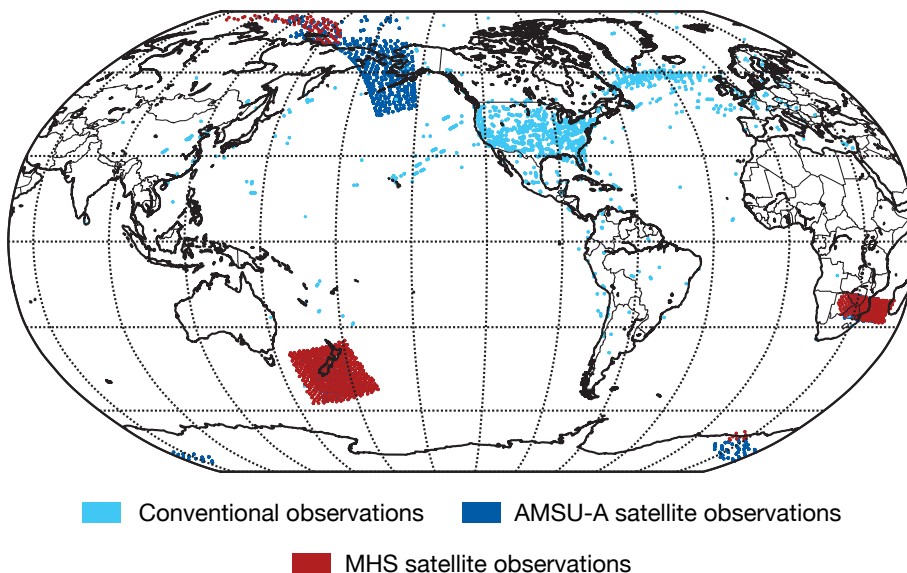 Conventional observations
AMSU-A satellite observations
MHS satellite observations